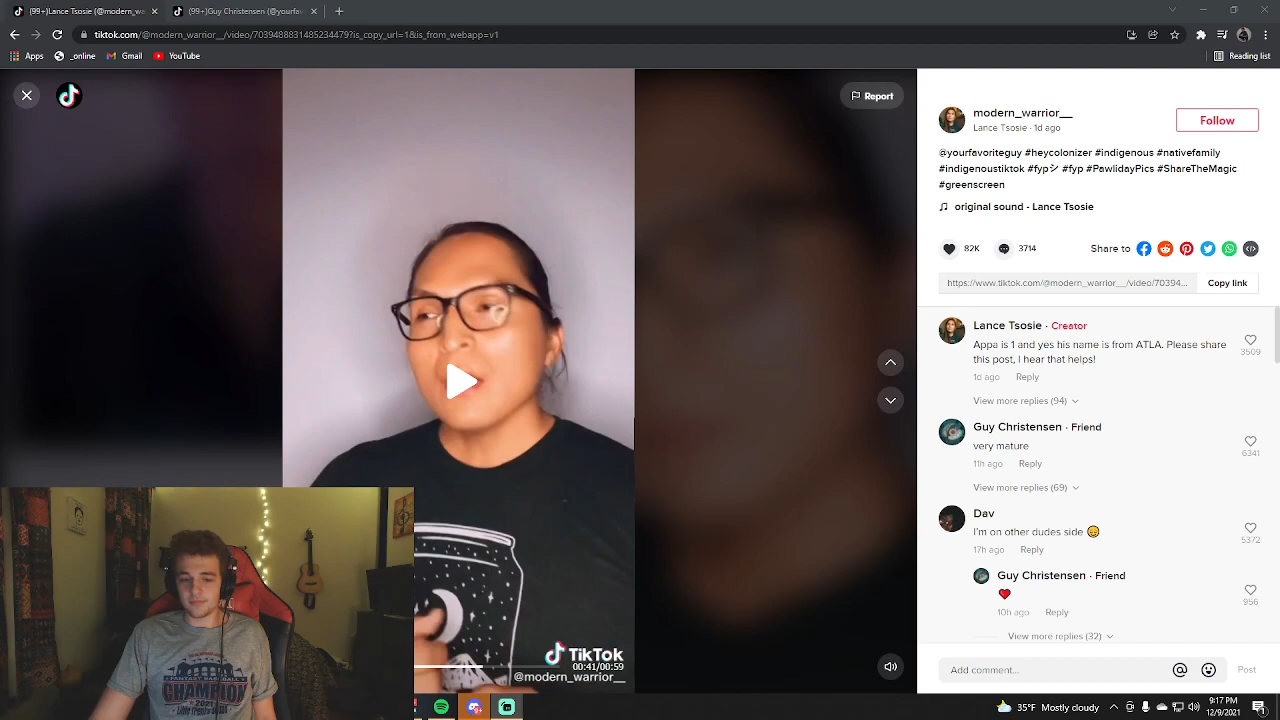 (99+)Lance Tsosie (@modern_wa
(99+)Guy Christensen (@yourfav
tiktok.com/@modern_warrior__/video/7039488831485234479?is_copy_url=1&is_from_webapp=v1
Apps
_online
Gmail
YouTube
Reading list
Report
modern_warrior__
Lance Tsosie · 1d ago
Follow
@yourfavoriteguy #heycolonizer #indigenous #nativefamily
#indigenoustiktok #fypシ #fyp #PawlidayPics #ShareTheMagic
#greenscreen
original sound - Lance Tsosie
82K
3714
Share to
https://www.tiktok.com/@modern_warrior__/video/70394...
Copy link
Lance Tsosie · Creator
Appa is 1 and yes his name is from ATLA. Please share
this post, I hear that helps!
3509
1d ago Reply
View more replies (94)
Guy Christensen · Friend
very mature
6341
11h ago Reply
View more replies (69)
Dav
I'm on other dudes side 😊
5372
17h ago Reply
Guy Christensen · Friend
❤️
956
10h ago Reply
View more replies (32)
Add comment...
Post
TikTok
00:41/00:59
@modern_warrior__
FANTASY BASEBALL
CHAMPION
2021
35°F Mostly cloudy
9:17 PM
12/9/2021